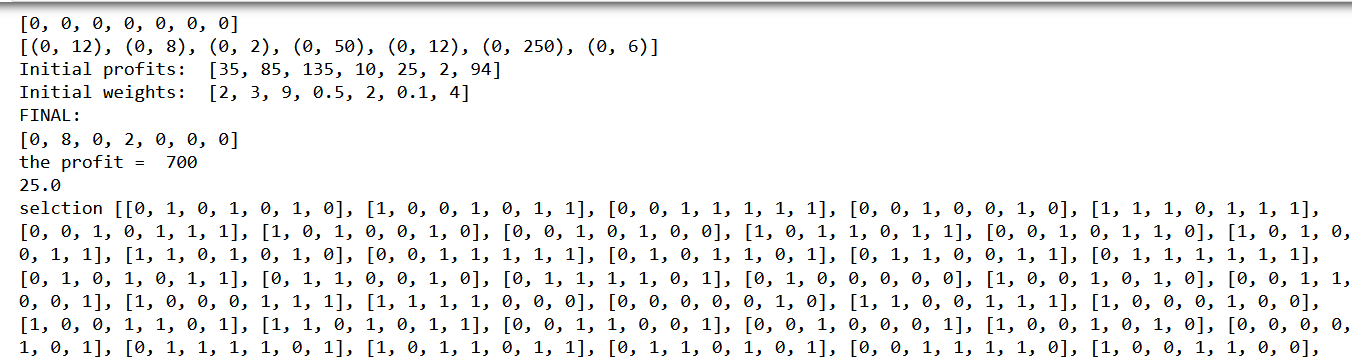 [0, 0, 0, 0, 0, 0, 0]
[(0, 12), (0, 8), (0, 2), (0, 50), (0, 12), (0, 250), (0, 6)]
Initial profits:  [35, 85, 135, 10, 25, 2, 94]
Initial weights:  [2, 3, 9, 0.5, 2, 0.1, 4]
FINAL:
[0, 8, 0, 2, 0, 0, 0]
the profit =  700
25.0
selction [[0, 1, 0, 1, 0, 1, 0], [1, 0, 0, 1, 0, 1, 1], [0, 0, 1, 1, 1, 1, 1], [0, 0, 1, 0, 0, 1, 0], [1, 1, 1, 0, 1, 1, 1],
[0, 0, 1, 0, 1, 1, 1], [1, 0, 1, 0, 0, 1, 0], [0, 0, 1, 0, 1, 0, 0], [1, 0, 1, 1, 0, 1, 1], [0, 0, 1, 0, 1, 1, 0], [1, 0, 1, 0,
0, 1, 1], [1, 1, 0, 1, 0, 1, 0], [0, 0, 1, 1, 1, 1, 1], [0, 1, 0, 1, 1, 0, 1], [0, 1, 1, 0, 0, 1, 1], [0, 1, 1, 1, 1, 1, 1],
[0, 1, 0, 1, 0, 1, 1], [0, 1, 1, 0, 0, 1, 0], [0, 1, 1, 1, 1, 0, 1], [0, 1, 0, 0, 0, 0, 0], [1, 0, 0, 1, 0, 1, 0], [0, 0, 1, 1,
0, 0, 1], [1, 0, 0, 0, 1, 1, 1], [1, 1, 1, 1, 0, 0, 0], [0, 0, 0, 0, 0, 1, 0], [1, 1, 0, 0, 1, 1, 1], [1, 0, 0, 0, 1, 0, 0],
[1, 0, 0, 1, 1, 0, 1], [1, 1, 0, 1, 0, 1, 1], [0, 0, 1, 1, 0, 0, 1], [0, 0, 1, 0, 0, 0, 1], [1, 0, 0, 1, 0, 1, 0], [0, 0, 0, 0,
1, 0, 1], [0, 1, 1, 1, 1, 0, 1], [1, 0, 1, 1, 0, 1, 1], [0, 1, 1, 0, 1, 0, 1], [0, 0, 1, 1, 1, 1, 0], [1, 0, 0, 1, 1, 0, 0],